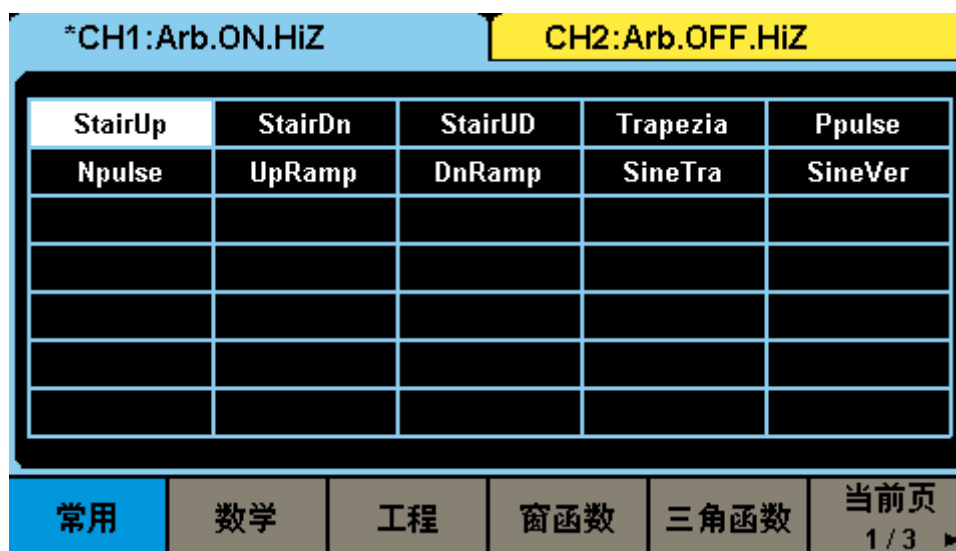 *CH1:Arb.ON.HiZ CH2:Arb.OFF.HiZ
StairUp StairDn StairUD Trapezia Ppulse
Npulse UpRamp DnRamp SineTra SineVer
常用 数学 工程 窗函数 三角函数 当前页
1/3